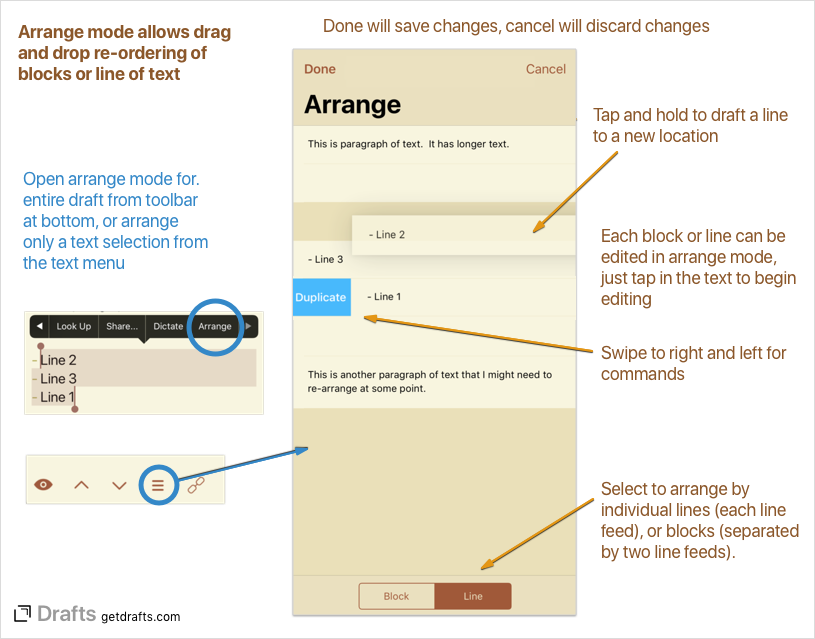 Arrange mode allows drag
and drop re-ordering of
blocks or line of text
Done will save changes, cancel will discard changes
Done
Cancel
Arrange
This is paragraph of text.  It has longer text.
- Line 2
- Line 3
Duplicate
- Line 1
This is another paragraph of text that I might need to
re-arrange at some point.
Block
Line
Tap and hold to draft a line
to a new location
Each block or line can be
edited in arrange mode,
just tap in the text to begin
editing
Swipe to right and left for
commands
Select to arrange by
individual lines (each line
feed), or blocks (separated
by two line feeds).
Open arrange mode for.
entire draft from toolbar
at bottom, or arrange
only a text selection from
the text menu
Look Up
Share...
Dictate
Arrange
- Line 2
- Line 3
- Line 1
Drafts getdrafts.com